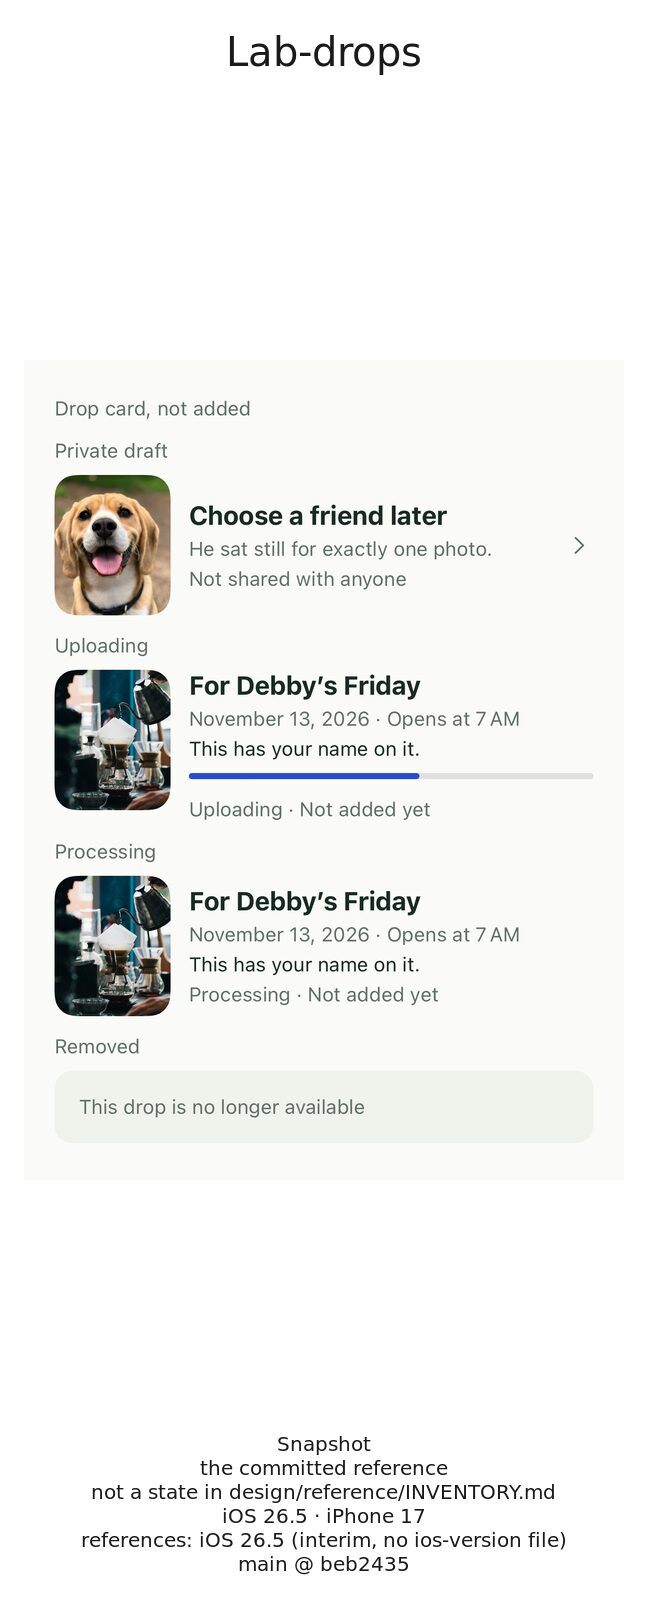 Lab-drops
Drop card, not added
Private draft
Choose a friend later
He sat still for exactly one photo.
Not shared with anyone
Uploading
For Debby’s Friday
November 13, 2026 · Opens at 7 AM
This has your name on it.
Uploading · Not added yet
Processing
For Debby’s Friday
November 13, 2026 · Opens at 7 AM
This has your name on it.
Processing · Not added yet
Removed
This drop is no longer available
Snapshot
the committed reference
not a state in design/reference/INVENTORY.md
iOS 26.5 · iPhone 17
references: iOS 26.5 (interim, no ios-version file)
main @ beb2435